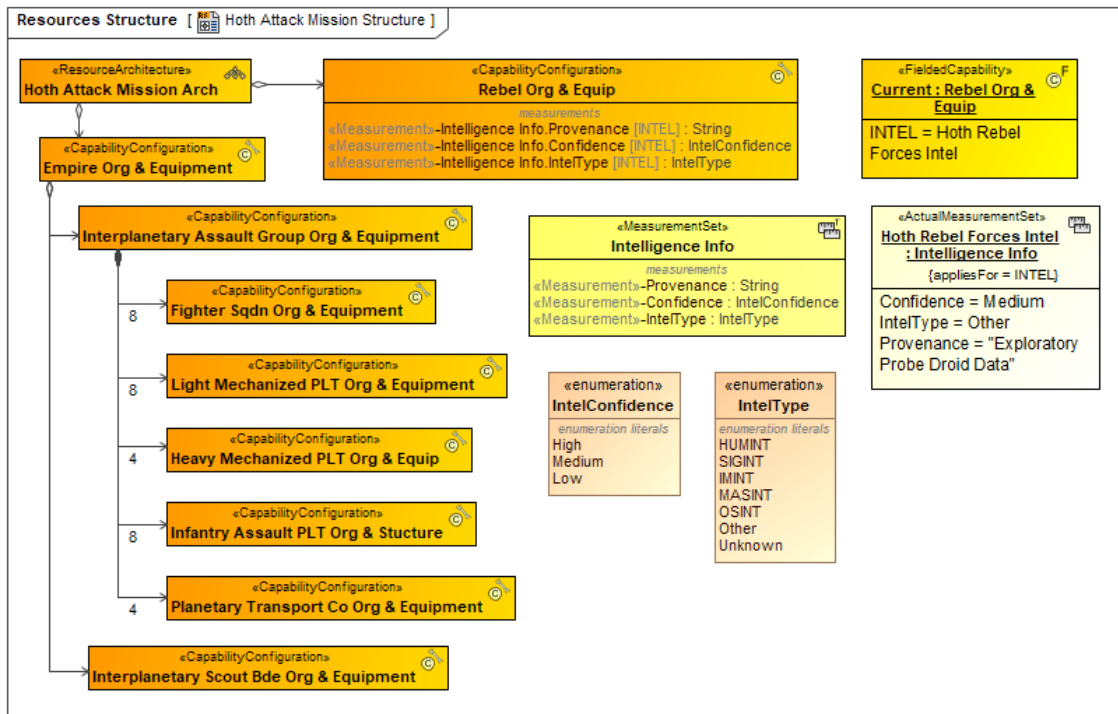 Resources Structure [ Hoth Attack Mission Structure ]
«ResourceArchitecture»
Hoth Attack Mission Arch
«CapabilityConfiguration»
Rebel Org & Equip
measurements
«Measurement»-Intelligence Info.Provenance [INTEL] : String
«Measurement»-Intelligence Info.Confidence [INTEL] : IntelConfidence
«Measurement»-Intelligence Info.IntelType [INTEL] : IntelType
«FieldedCapability»
Current : Rebel Org &
Equip
INTEL = Hoth Rebel
Forces Intel
«CapabilityConfiguration»
Empire Org & Equipment
«CapabilityConfiguration»
Interplanetary Assault Group Org & Equipment
«MeasurementSet»
Intelligence Info
measurements
«Measurement»-Provenance : String
«Measurement»-Confidence : IntelConfidence
«Measurement»-IntelType : IntelType
«ActualMeasurementSet»
Hoth Rebel Forces Intel
: Intelligence Info
{appliesFor = INTEL}
Confidence = Medium
IntelType = Other
Provenance = "Exploratory
Probe Droid Data"
«CapabilityConfiguration»
Fighter Sqdn Org & Equipment
8
«CapabilityConfiguration»
Light Mechanized PLT Org & Equipment
8
«CapabilityConfiguration»
Heavy Mechanized PLT Org & Equip
4
«CapabilityConfiguration»
Infantry Assault PLT Org & Stucture
8
«CapabilityConfiguration»
Planetary Transport Co Org & Equipment
4
«CapabilityConfiguration»
Interplanetary Scout Bde Org & Equipment
«enumeration»
IntelConfidence
enumeration literals
High
Medium
Low
«enumeration»
IntelType
enumeration literals
HUMINT
SIGINT
IMINT
MASINT
OSINT
Other
Unknown